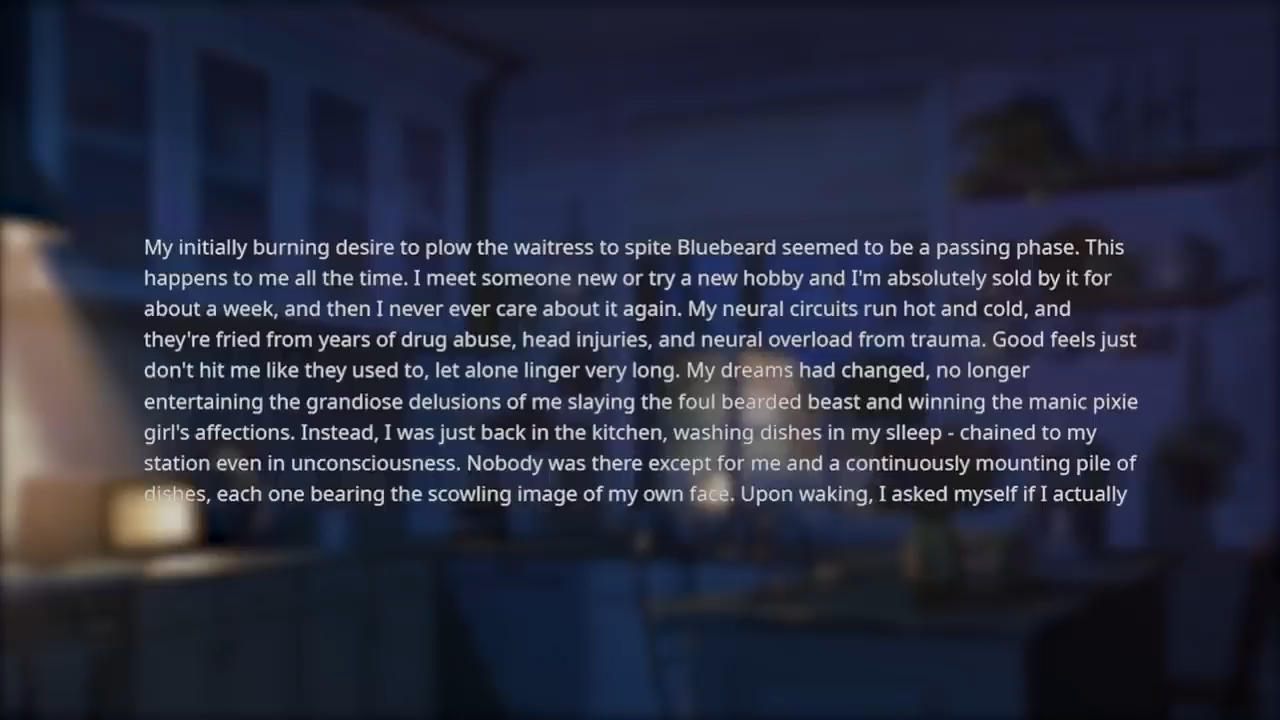 My initially burning desire to plow the waitress to spite Bluebeard seemed to be a passing phase. This
happens to me all the time. I meet someone new or try a new hobby and I'm absolutely sold by it for
about a week, and then I never ever care about it again. My neural circuits run hot and cold, and
they're fried from years of drug abuse, head injuries, and neural overload from trauma. Good feels just
don't hit me like they used to, let alone linger very long. My dreams had changed, no longer
entertaining the grandiose delusions of me slaying the foul bearded beast and winning the manic pixie
girl's affections. Instead, I was just back in the kitchen, washing dishes in my slleep - chained to my
station even in unconsciousness. Nobody was there except for me and a continuously mounting pile of
dishes, each one bearing the scowling image of my own face. Upon waking, I asked myself if I actually